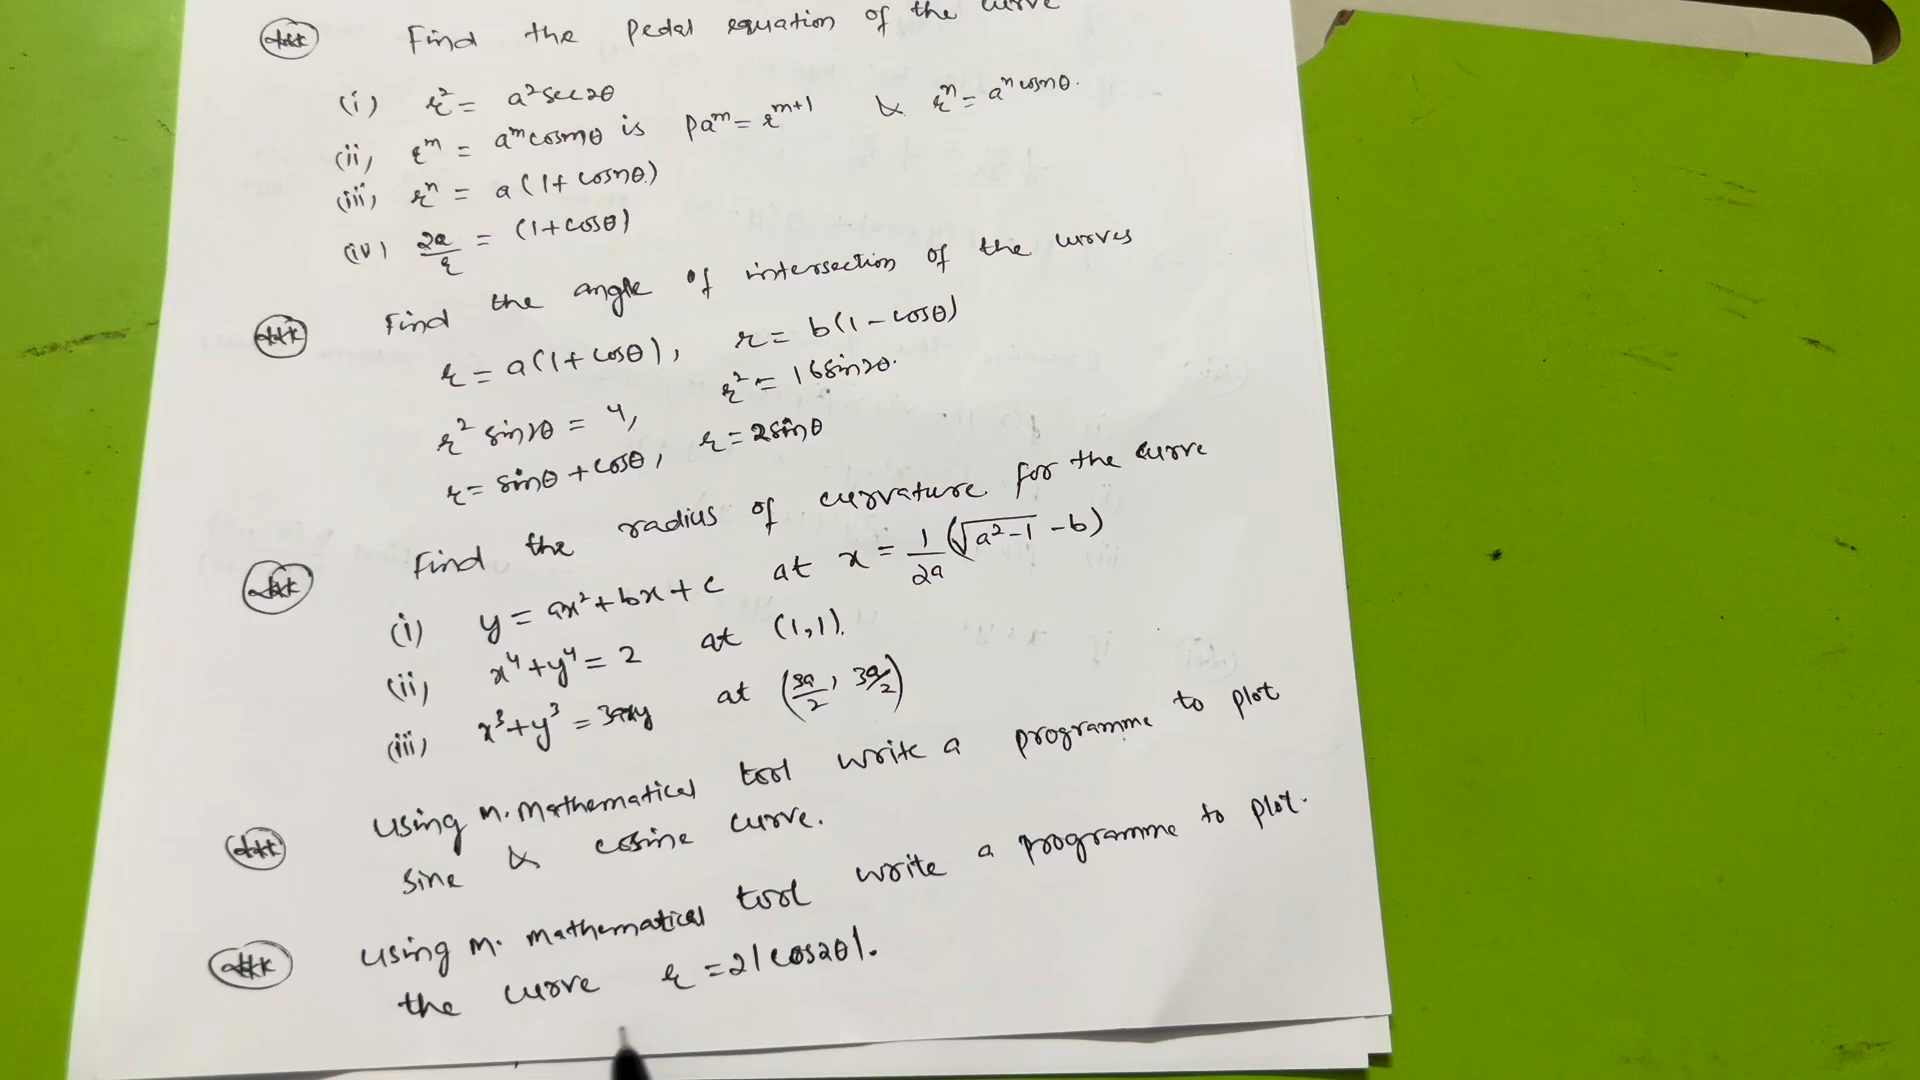 *** Find the Pedal equation of the curve
(i) r² = a² sec2θ
(ii) r^m = a^m cosmθ is Pa^m = r^(m+1) & r^n = a^n cosnθ.
(iii) r^n = a(1+cosnθ)
(iv) 2a/r = (1+cosθ)
*** Find the angle of intersection of the curves
r = a(1+cosθ), r = b(1-cosθ)
r² sin2θ = 4, r² = 16sin2θ.
r = sinθ + cosθ, r = 2sinθ
*** Find the radius of curvature for the curve
(i) y = ax² + bx + c at x = 1/2a (√(a²-1) - b)
(ii) x⁴ + y⁴ = 2 at (1,1).
(iii) x³ + y³ = 3axy at (3a/2, 3a/2)
*** Using M. Mathematical tool write a programme to plot
sine & cosine curve.
*** Using M. Mathematical tool write a programme to plot.
the curve r = 2|cos2θ|.